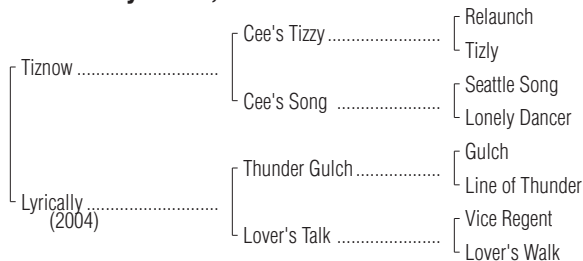 Relaunch
Cee's Tizzy ......................
Tizly
Tiznow ............................
Seattle Song
Cee's Song .....................
Lonely Dancer
Gulch
Thunder Gulch.................
Line of Thunder
Lyrically ..........................
(2004)
Vice Regent
Lover's Talk .....................
Lover's Walk